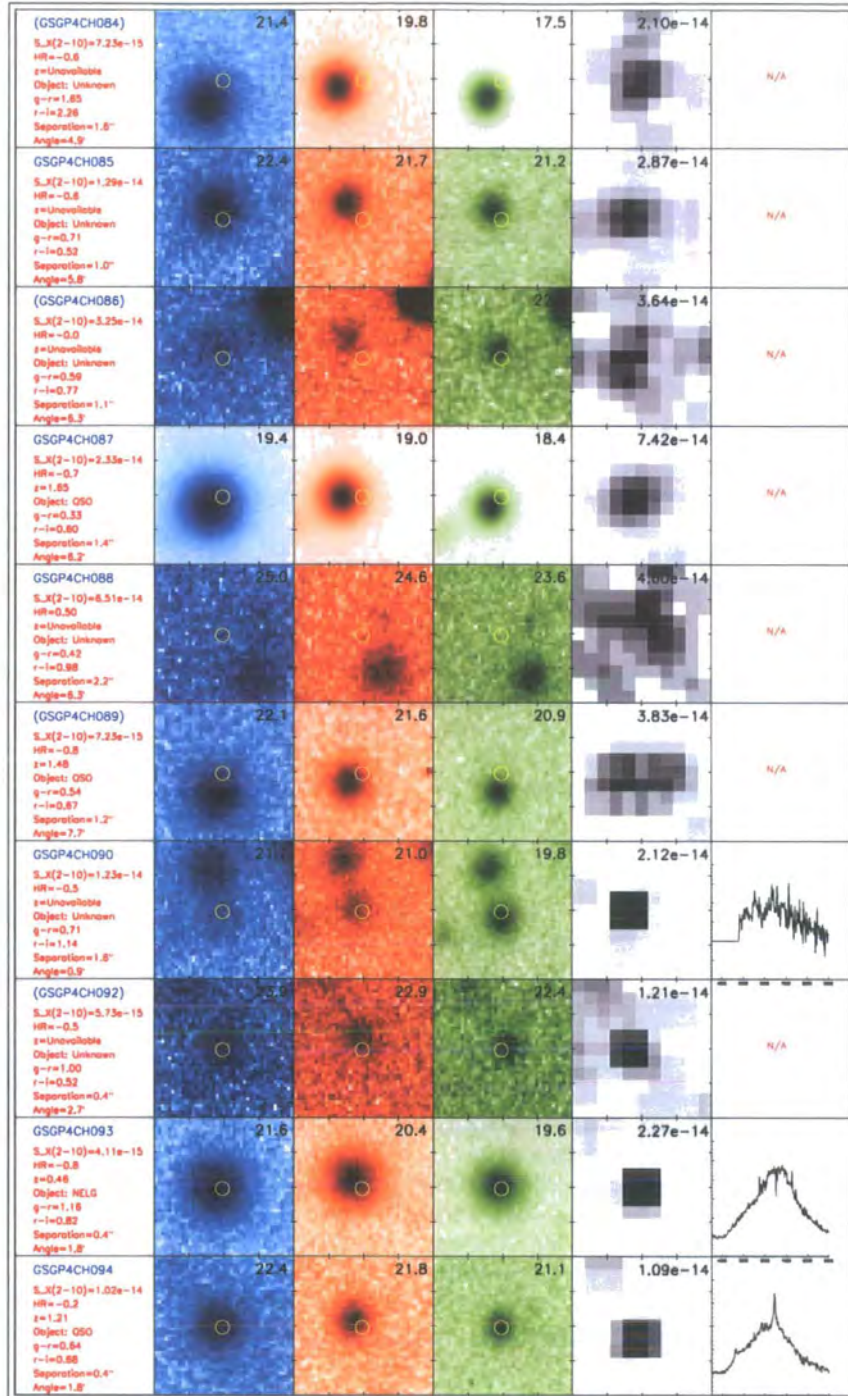 (GSGP4CH084)
21.4 19.8 17.5 2.10e-14
S_X(2-10)=7.23e-15
HR=-0.6
z=Unavailable
Object: Unknown
g-r=1.65
r-i=2.26
Separation=1.6"
Angle=4.9'
N/A
GSGP4CH085
22.4 21.7 21.2 2.87e-14
S_X(2-10)=1.29e-14
HR=-0.6
z=Unavailable
Object: Unknown
g-r=0.71
r-i=0.52
Separation=1.0"
Angle=5.8'
N/A
(GSGP4CH086)
3.64e-14
S_X(2-10)=3.25e-14
HR=-0.0
z=Unavailable
Object: Unknown
g-r=0.59
r-i=0.77
Separation=1.1"
Angle=6.3'
N/A
GSGP4CH087
19.4 19.0 18.4 7.42e-14
S_X(2-10)=2.33e-14
HR=-0.7
z=1.65
Object: QSO
g-r=0.33
r-i=0.60
Separation=1.4"
Angle=6.2'
N/A
GSGP4CH088
25.0 24.6 23.6
S_X(2-10)=6.51e-14
HR=0.50
z=Unavailable
Object: Unknown
g-r=0.42
r-i=0.98
Separation=2.2"
Angle=6.3'
(GSGP4CH089)
22.1 21.6 20.9 3.83e-14
S_X(2-10)=7.23e-15
HR=-0.8
z=1.48
Object: QSO
g-r=0.54
r-i=0.67
Separation=1.2"
Angle=7.7'
N/A
GSGP4CH090
21.7 21.0 19.8 2.12e-14
S_X(2-10)=1.23e-14
HR=-0.5
z=Unavailable
Object: Unknown
g-r=0.71
r-i=1.14
Separation=1.6"
Angle=0.9'
(GSGP4CH092)
23.9 22.9 22.4 1.21e-14
S_X(2-10)=5.73e-15
HR=-0.5
z=Unavailable
Object: Unknown
g-r=1.00
r-i=0.52
Separation=0.4"
Angle=2.7'
N/A
GSGP4CH093
21.6 20.4 19.6 2.27e-14
S_X(2-10)=4.11e-15
HR=-0.8
z=0.46
Object: NELG
g-r=1.16
r-i=0.82
Separation=0.4"
Angle=1.8'
GSGP4CH094
22.4 21.8 21.1 1.09e-14
S_X(2-10)=1.02e-14
HR=-0.2
z=1.21
Object: QSO
g-r=0.64
r-i=0.68
Separation=0.4"
Angle=1.8'